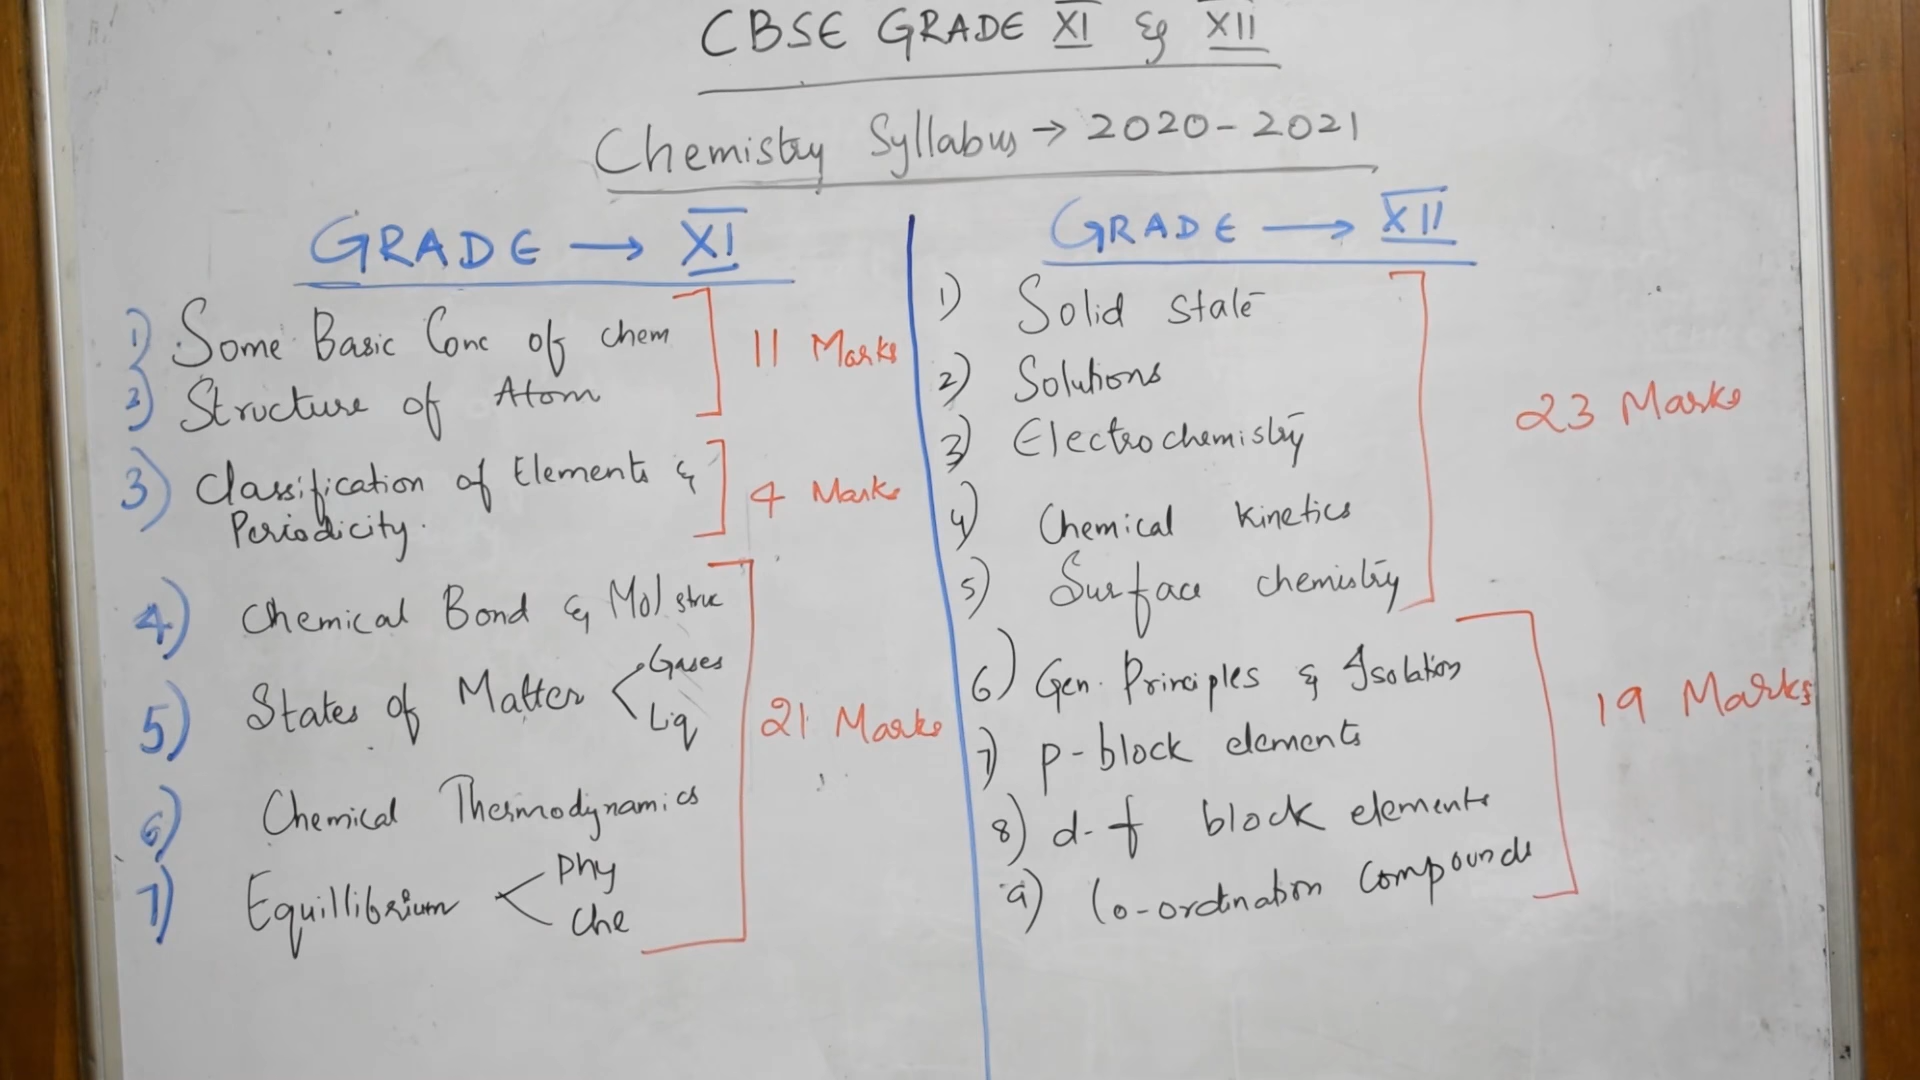 CBSE GRADE XI & XII
Chemistry Syllabus → 2020-2021
GRADE → XI
1) Some Basic Conc of chem
2) Structure of Atom
11 Marks
3) Classification of Elements &
Periodicity.
4 Marks
4) Chemical Bond & Mol struc
5) States of Matter
Gases
Liq
6) Chemical Thermodynamics
7) Equillibrium
Phy
Che
21 Marks
GRADE → XII
1) Solid state
2) Solutions
3) Electrochemistry
4) Chemical kinetics
5) Surface chemistry
23 Marks
6) Gen. Principles & Isolation
7) p-block elements
8) d-f block elements
9) Co-ordination compounds
19 Marks